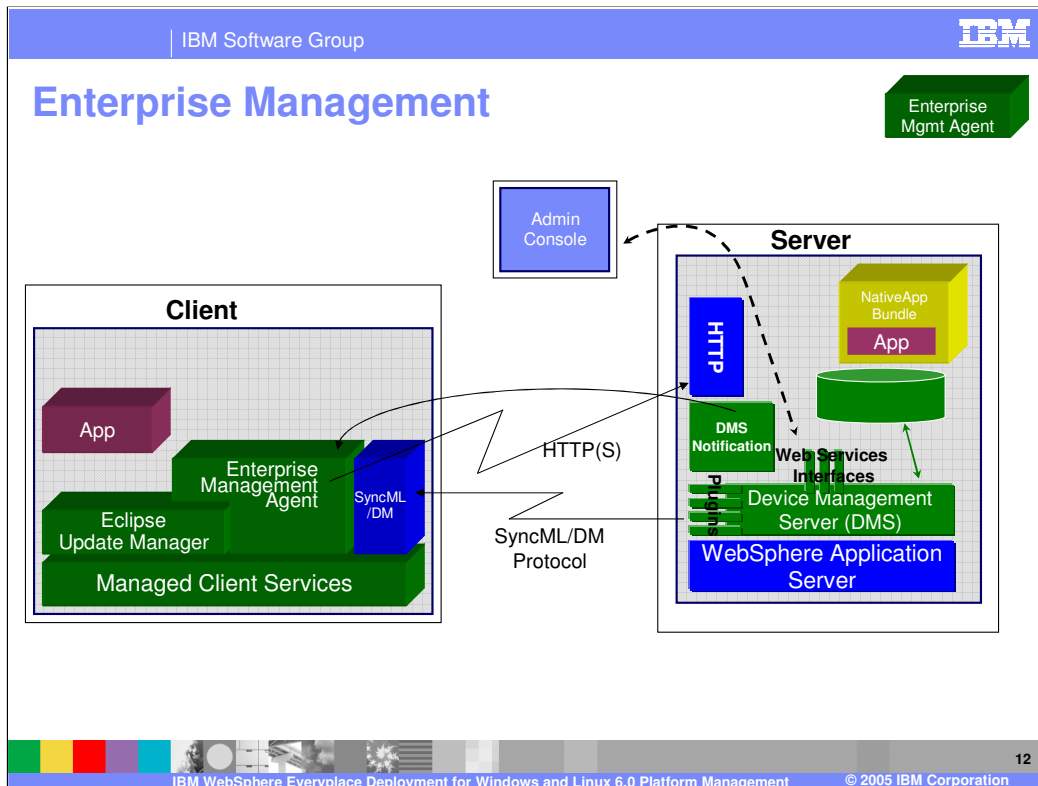 IBM Software Group
IBM
Enterprise Management
Enterprise
Mgmt Agent
Admin
Console
Server
NativeApp
Bundle
App
HTTP
Client
App
DMS
Notification
HTTP(S)
Web Services
Interfaces
Enterprise
Management
Agent
SyncML
/DM
Plugins
Device Management
Server (DMS)
Eclipse
Update Manager
SyncML/DM
Protocol
WebSphere Application
Server
Managed Client Services
12
IBM WebSphere Everyplace Deployment for Windows and Linux 6.0 Platform Management
© 2005 IBM Corporation